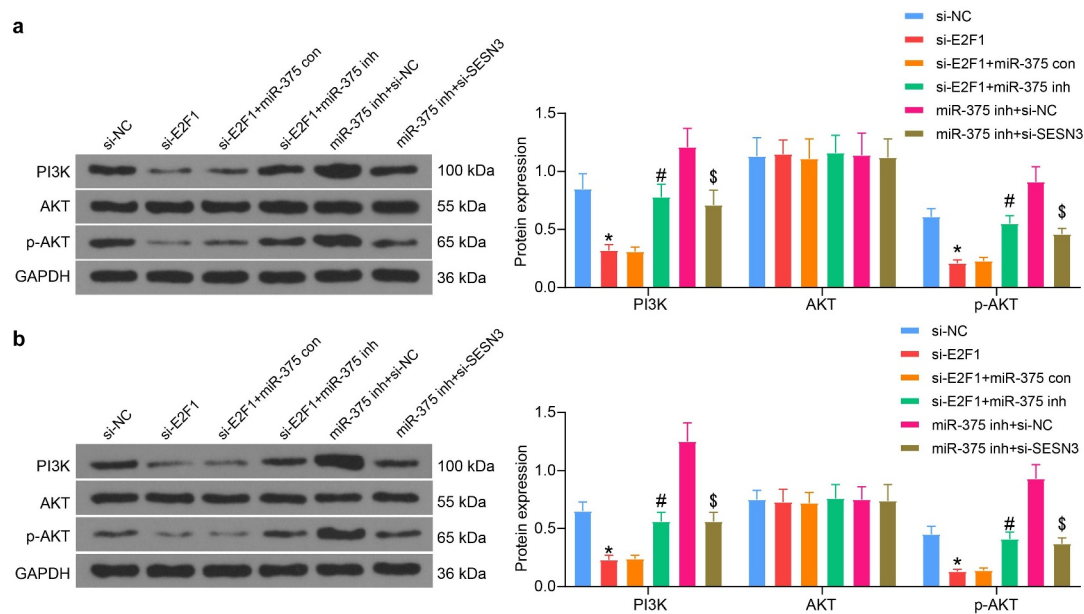 a
si-NC
si-E2F1
si-E2F1+miR-375 con
si-E2F1+miR-375 inh
miR-375 inh+si-NC
miR-375 inh+si-SESN3
PI3K
100 kDa
AKT
55 kDa
p-AKT
65 kDa
GAPDH
36 kDa
si-NC
si-E2F1
si-E2F1+miR-375 con
si-E2F1+miR-375 inh
miR-375 inh+si-NC
miR-375 inh+si-SESN3
Protein expression
1.5
1.0
0.5
0.0
* # $
* # $
PI3K AKT p-AKT
b
si-NC
si-E2F1
si-E2F1+miR-375 con
si-E2F1+miR-375 inh
miR-375 inh+si-NC
miR-375 inh+si-SESN3
PI3K
100 kDa
AKT
55 kDa
p-AKT
65 kDa
GAPDH
36 kDa
si-NC
si-E2F1
si-E2F1+miR-375 con
si-E2F1+miR-375 inh
miR-375 inh+si-NC
miR-375 inh+si-SESN3
Protein expression
1.5
1.0
0.5
0.0
* # $
* # $
PI3K AKT p-AKT